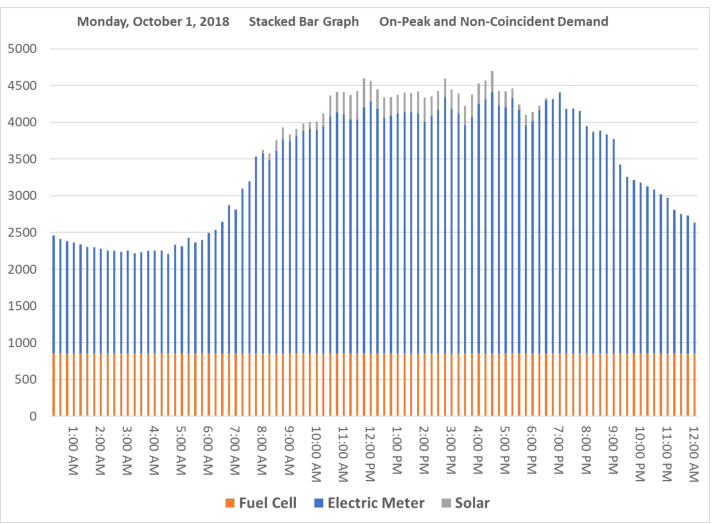 Monday, October 1, 2018 Stacked Bar Graph On-Peak and Non-Coincident Demand
5000
4500
4000
3500
3000
2500
2000
1500
1000
500
0
1:00 AM
2:00 AM
3:00 AM
4:00 AM
5:00 AM
6:00 AM
7:00 AM
8:00 AM
9:00 AM
10:00 AM
11:00 AM
12:00 PM
1:00 PM
2:00 PM
3:00 PM
4:00 PM
5:00 PM
6:00 PM
7:00 PM
8:00 PM
9:00 PM
10:00 PM
11:00 PM
12:00 AM
Fuel Cell Electric Meter Solar